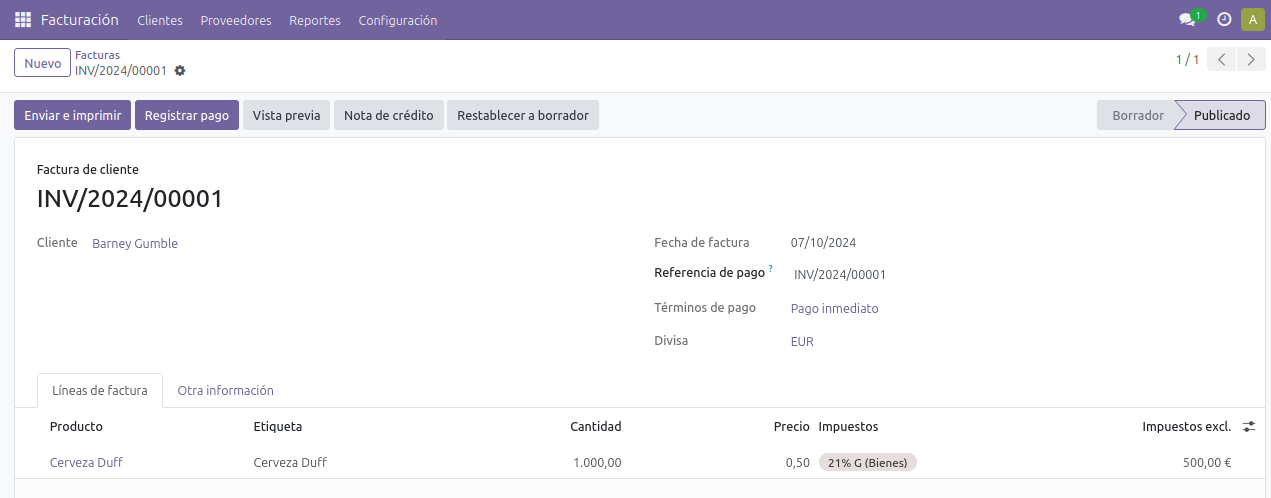 Facturación Clientes Proveedores Reportes Configuración 1 A
Nuevo Facturas
INV/2024/00001 1 / 1
Enviar e imprimir Registrar pago Vista previa Nota de crédito Restablecer a borrador Borrador Publicado
Factura de cliente
INV/2024/00001
Cliente Barney Gumble
Fecha de factura 07/10/2024
Referencia de pago ? INV/2024/00001
Términos de pago Pago inmediato
Divisa EUR
Líneas de factura Otra información
Producto Etiqueta Cantidad Precio Impuestos Impuestos excl.
Cerveza Duff Cerveza Duff 1.000,00 0,50 21% G (Bienes) 500,00 €